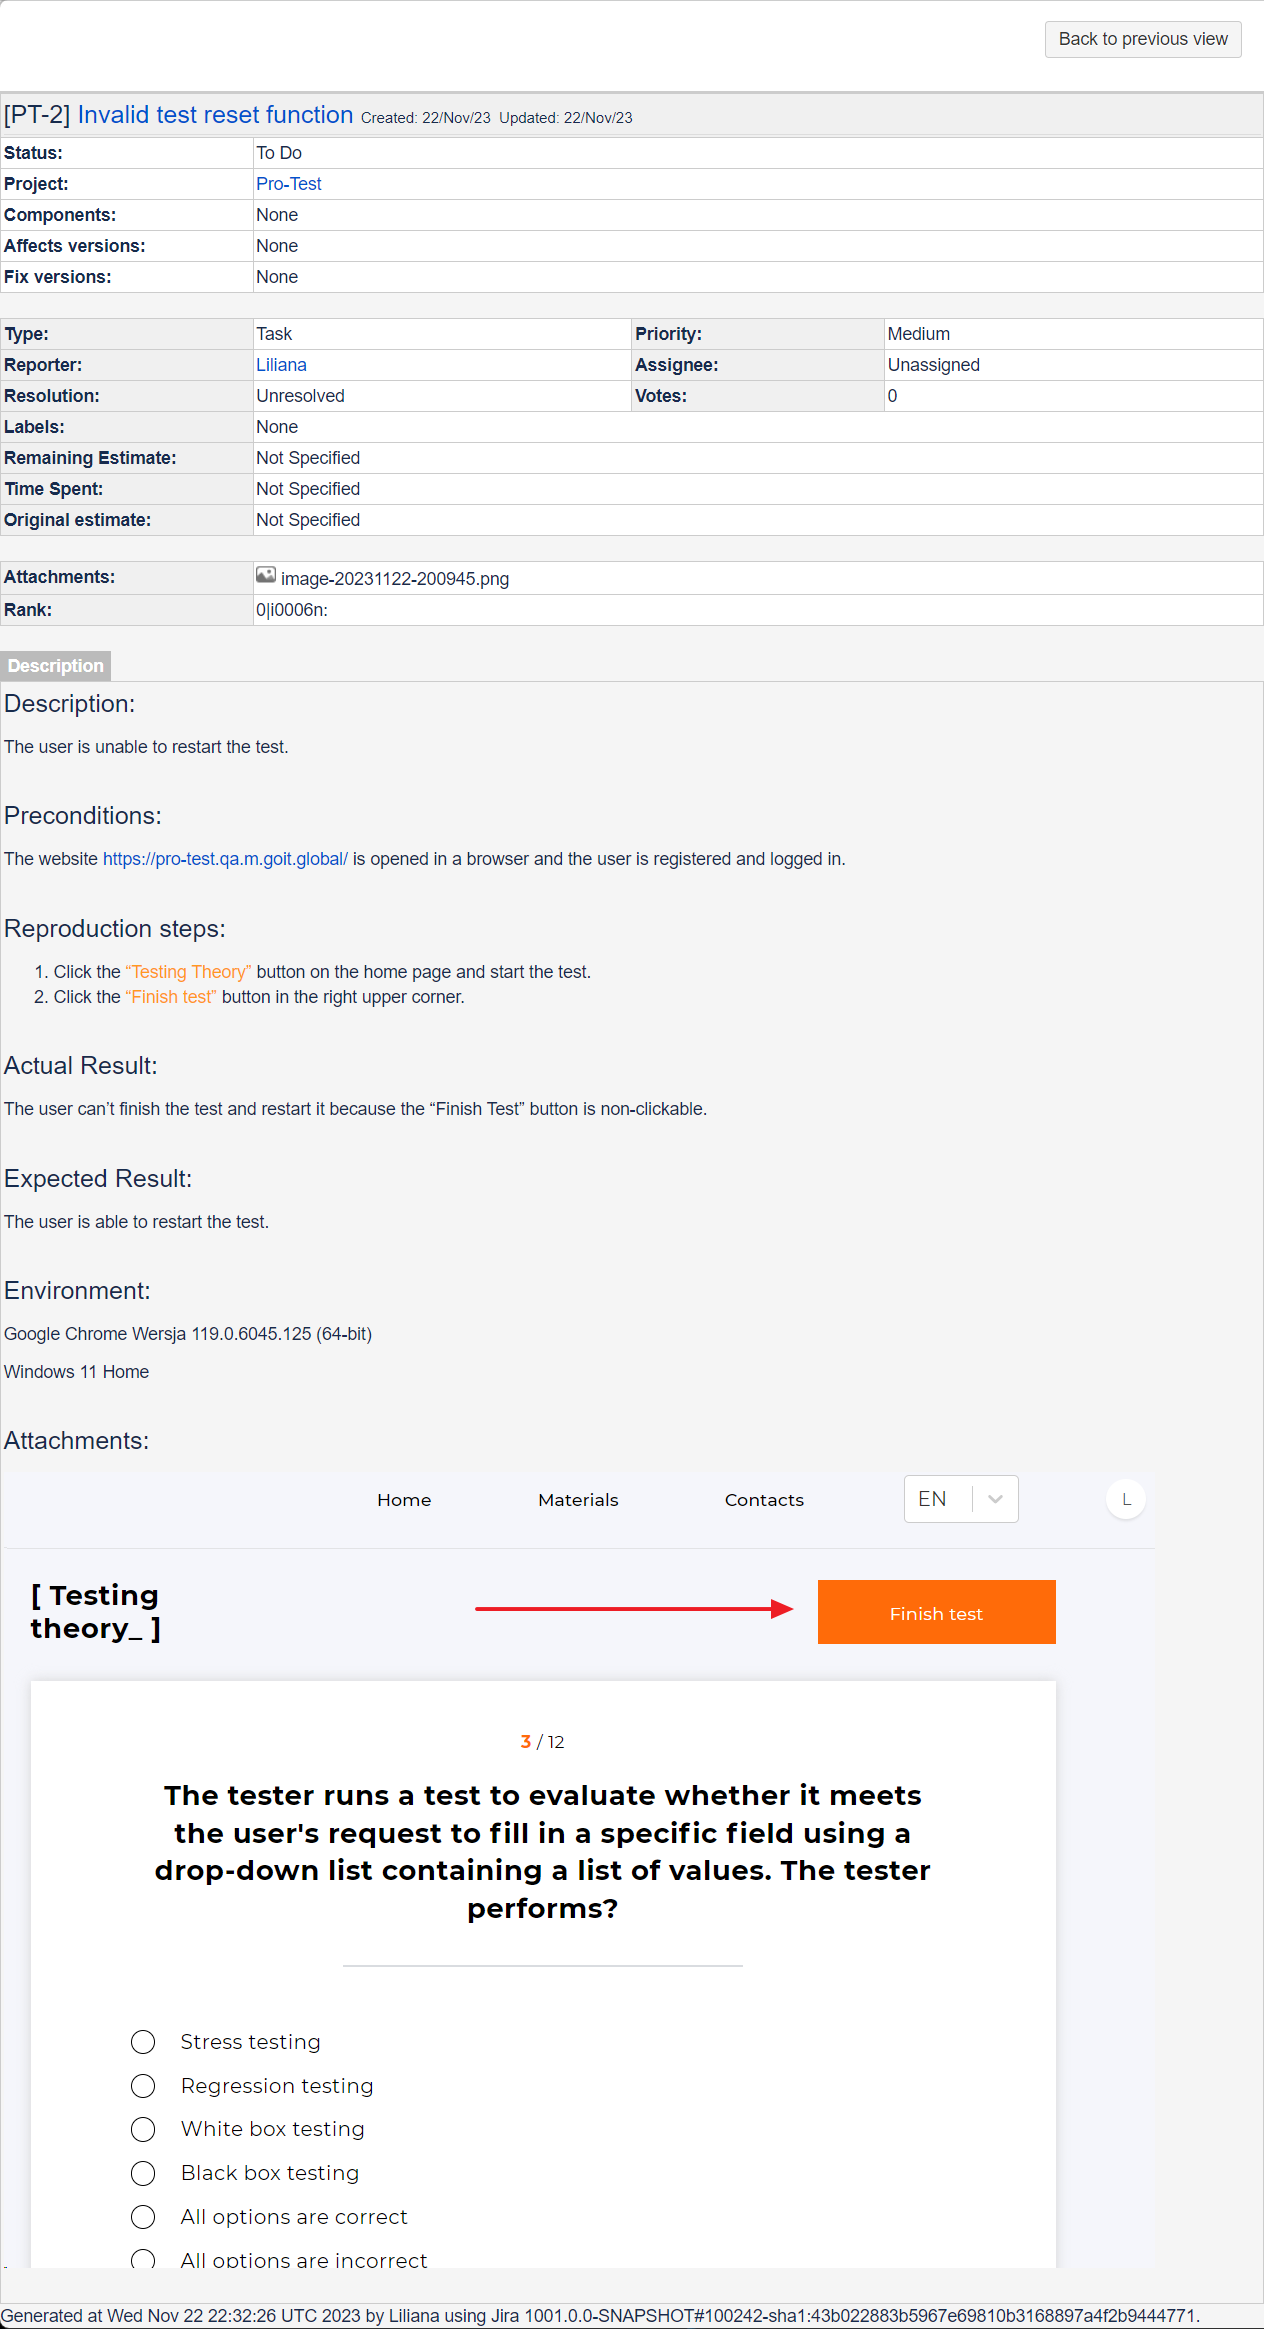 Back to previous view
[PT-2] Invalid test reset function Created: 22/Nov/23 Updated: 22/Nov/23
Status: To Do
Project: Pro-Test
Components: None
Affects versions: None
Fix versions: None
Type: Task Priority: Medium
Reporter: Liliana Assignee: Unassigned
Resolution: Unresolved Votes: 0
Labels: None
Remaining Estimate: Not Specified
Time Spent: Not Specified
Original estimate: Not Specified
Attachments: image-20231122-200945.png
Rank: 0|i0006n:
Description
Description:
The user is unable to restart the test.
Preconditions:
The website https://pro-test.qa.m.goit.global/ is opened in a browser and the user is registered and logged in.
Reproduction steps:
1. Click the “Testing Theory” button on the home page and start the test.
2. Click the “Finish test” button in the right upper corner.
Actual Result:
The user can’t finish the test and restart it because the “Finish Test” button is non-clickable.
Expected Result:
The user is able to restart the test.
Environment:
Google Chrome Wersja 119.0.6045.125 (64-bit)
Windows 11 Home
Attachments:
Home Materials Contacts EN L
[ Testing
theory_ ]
Finish test
3 / 12
The tester runs a test to evaluate whether it meets
the user's request to fill in a specific field using a
drop-down list containing a list of values. The tester
performs?
Stress testing
Regression testing
White box testing
Black box testing
All options are correct
All options are incorrect
Generated at Wed Nov 22 22:32:26 UTC 2023 by Liliana using Jira 1001.0.0-SNAPSHOT#100242-sha1:43b022883b5967e69810b3168897a4f2b9444771.